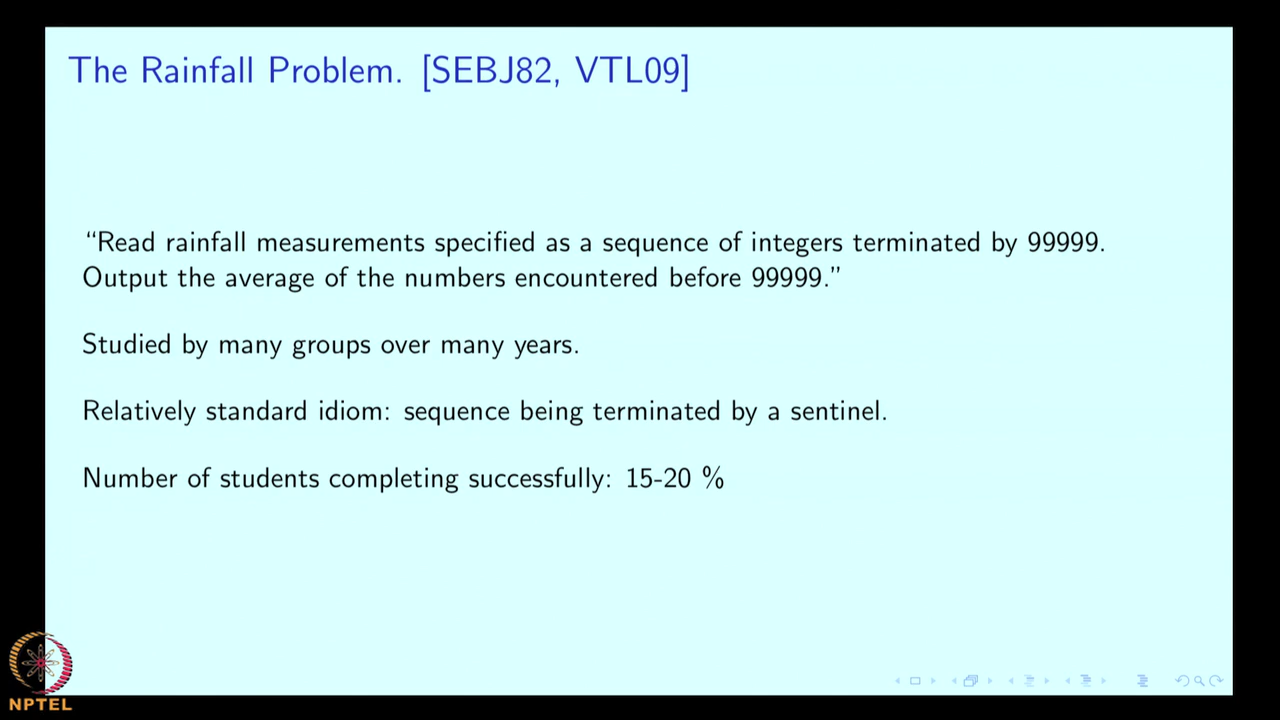 The Rainfall Problem. [SEBJ82, VTL09]
“Read rainfall measurements specified as a sequence of integers terminated by 99999.
Output the average of the numbers encountered before 99999.”
Studied by many groups over many years.
Relatively standard idiom: sequence being terminated by a sentinel.
Number of students completing successfully: 15-20 %
NPTEL